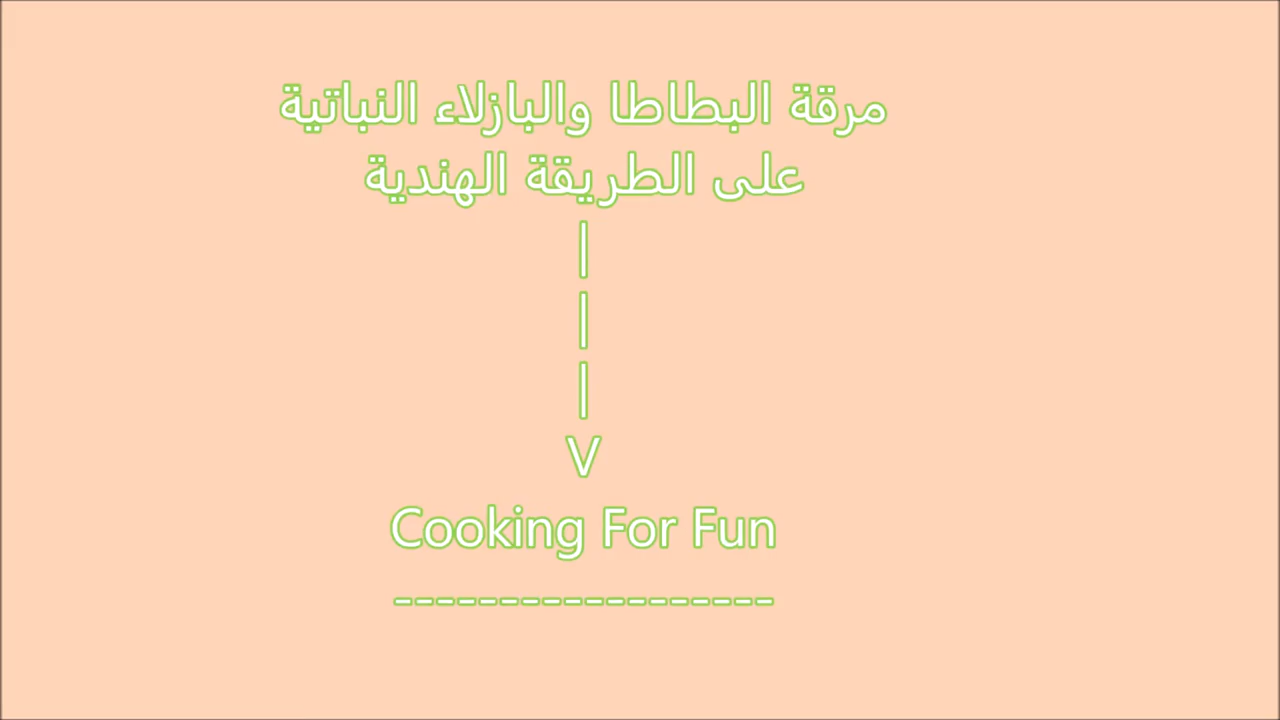 مرقة البطاطا والبازلاء النباتية
على الطريقة الهندية
|
|
|
V
Cooking For Fun
------------------